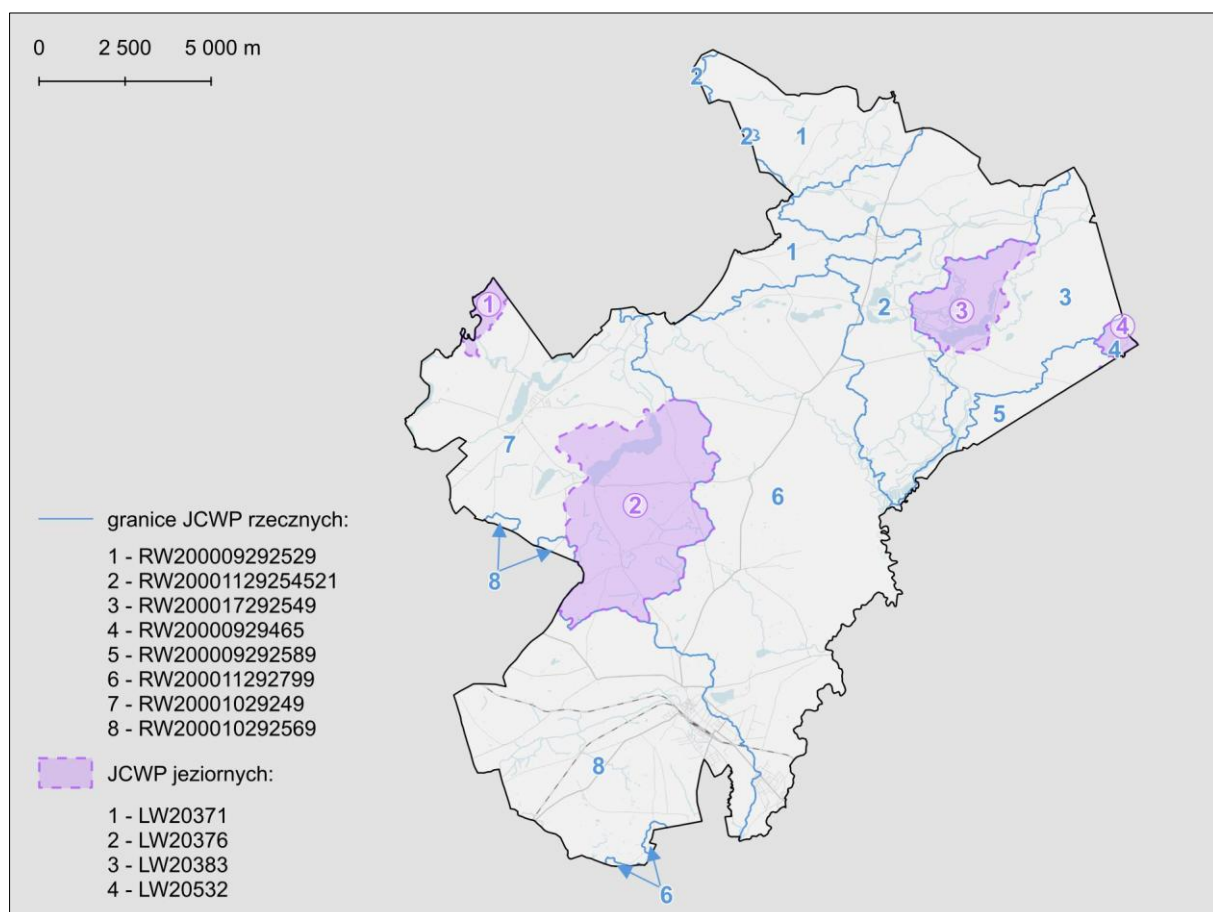 0 2 500 5 000 m
2
2
1
1
2
3
3
1
4
4
5
7
6
2
8
8
6
granice JCWP rzecznych:
1 - RW200009292529
2 - RW20001129254521
3 - RW200017292549
4 - RW20000929465
5 - RW200009292589
6 - RW200011292799
7 - RW20001029249
8 - RW200010292569
JCWP jeziornych:
1 - LW20371
2 - LW20376
3 - LW20383
4 - LW20532